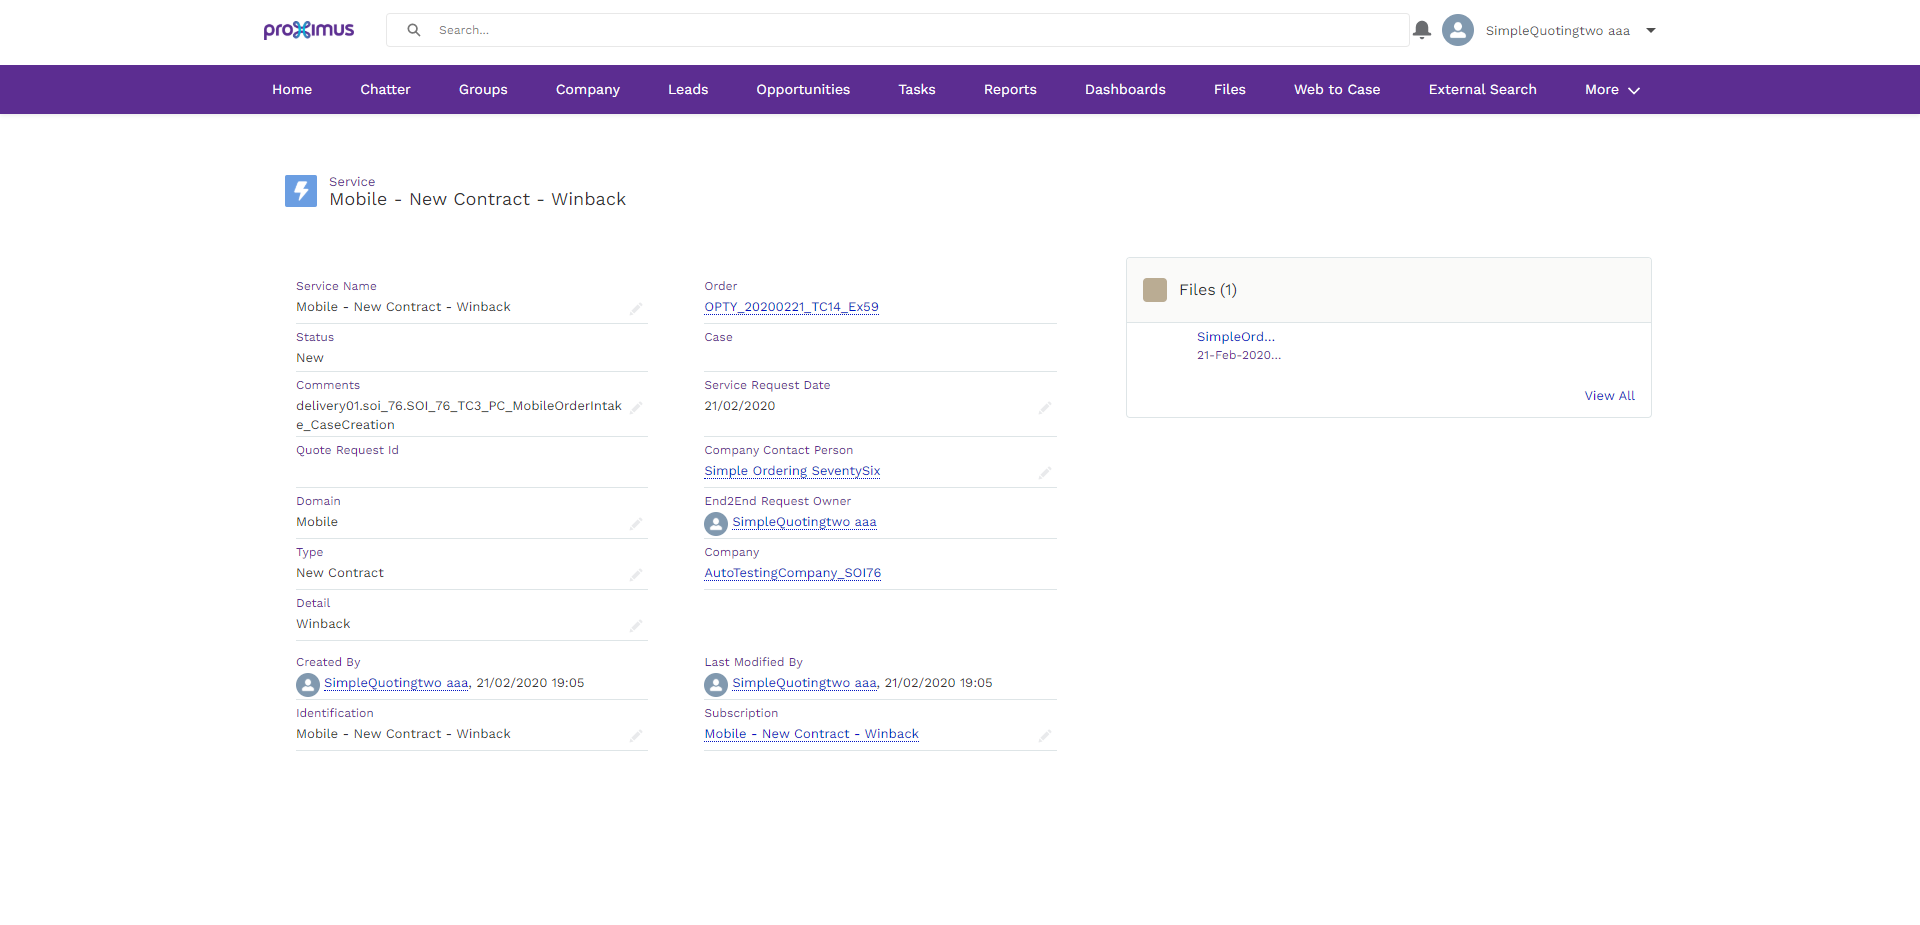 proximus
Search...
SimpleQuotingtwo aaa
Home Chatter Groups Company Leads Opportunities Tasks Reports Dashboards Files Web to Case External Search More
Service
Mobile - New Contract - Winback
Service Name
Mobile - New Contract - Winback
Order
OPTY_20200221_TC14_Ex59
Status
New
Case
Comments
delivery01.soi_76.SOI_76_TC3_PC_MobileOrderIntak
e_CaseCreation
Service Request Date
21/02/2020
Quote Request Id
Company Contact Person
Simple Ordering SeventySix
Domain
Mobile
End2End Request Owner
SimpleQuotingtwo aaa
Type
New Contract
Company
AutoTestingCompany_SOI76
Detail
Winback
Created By
SimpleQuotingtwo aaa, 21/02/2020 19:05
Last Modified By
SimpleQuotingtwo aaa, 21/02/2020 19:05
Identification
Mobile - New Contract - Winback
Subscription
Mobile - New Contract - Winback
Files (1)
SimpleOrd...
21-Feb-2020...
View All